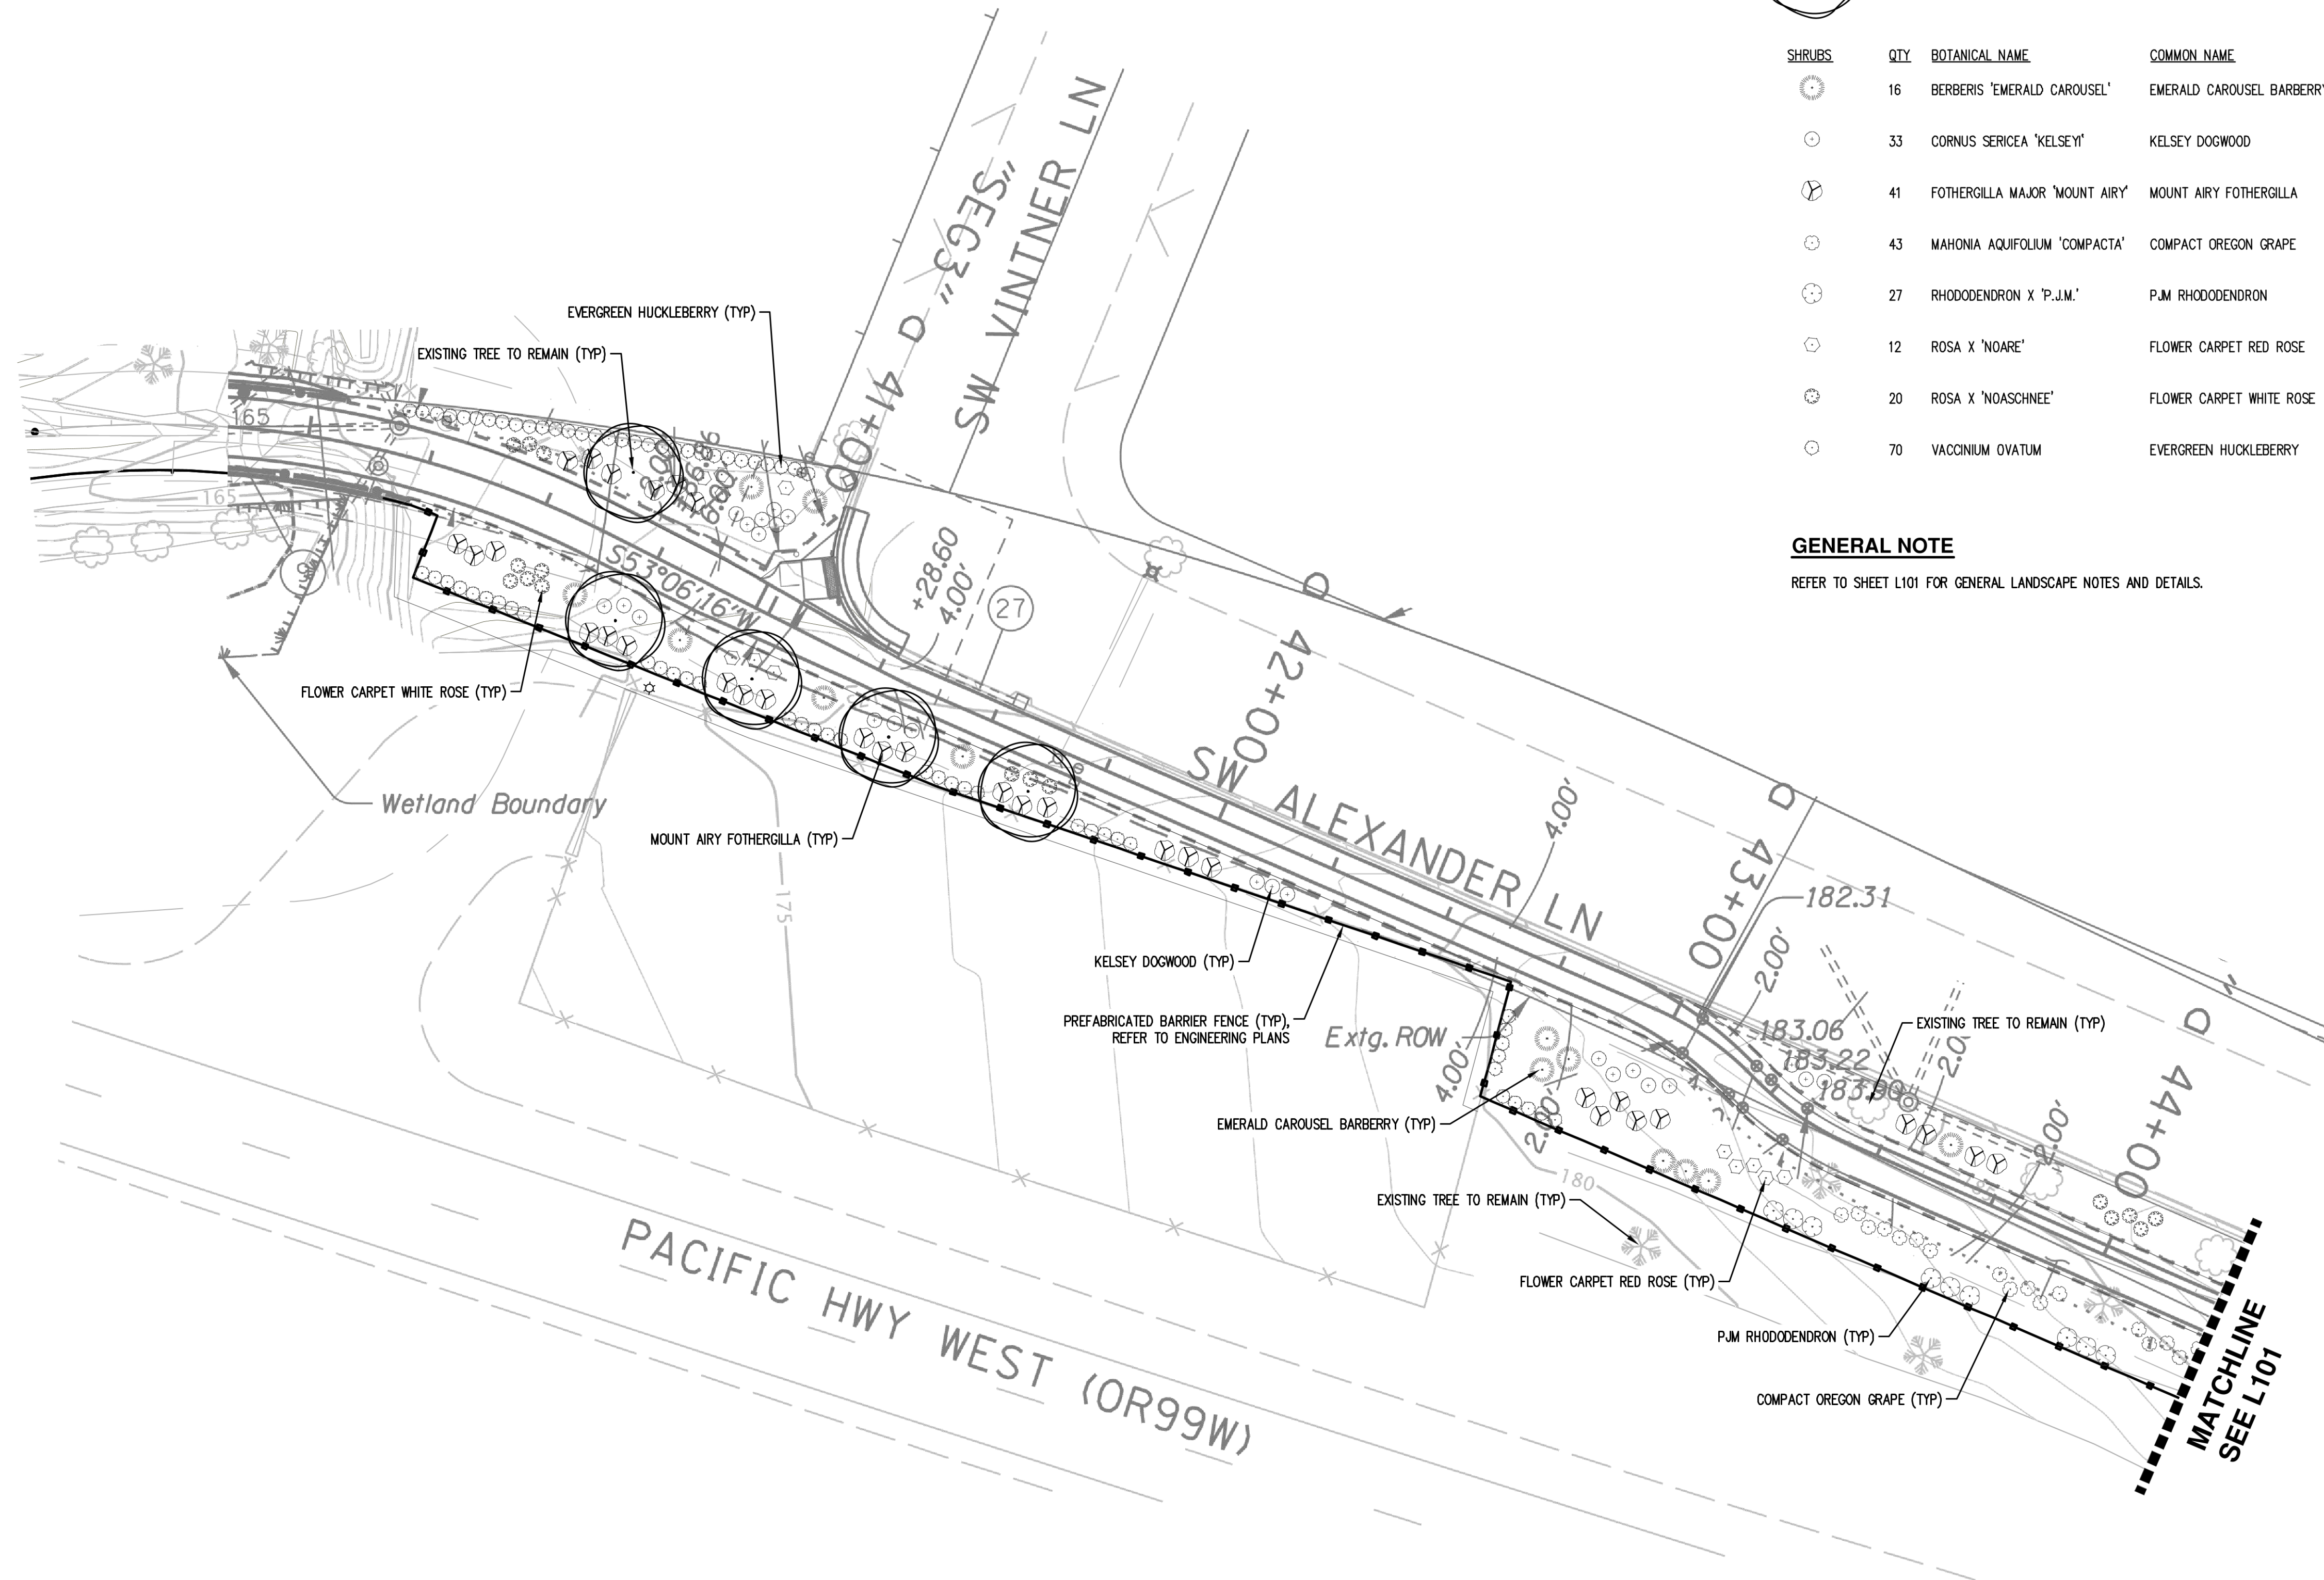 SHRUBS QTY BOTANICAL NAME COMMON NAME
16 BERBERIS 'EMERALD CAROUSEL' EMERALD CAROUSEL BARBERRY
33 CORNUS SERICEA 'KELSEYI' KELSEY DOGWOOD
41 FOTHERGILLA MAJOR 'MOUNT AIRY' MOUNT AIRY FOTHERGILLA
43 MAHONIA AQUIFOLIUM 'COMPACTA' COMPACT OREGON GRAPE
27 RHODODENDRON X 'P.J.M.' PJM RHODODENDRON
12 ROSA X 'NOARE' FLOWER CARPET RED ROSE
20 ROSA X 'NOASCHNEE' FLOWER CARPET WHITE ROSE
70 VACCINIUM OVATUM EVERGREEN HUCKLEBERRY
GENERAL NOTE
REFER TO SHEET L101 FOR GENERAL LANDSCAPE NOTES AND DETAILS.
"SEG3"
SW VINTNER LN
D 41+00
EVERGREEN HUCKLEBERRY (TYP)
EXISTING TREE TO REMAIN (TYP)
165
165
S53°06'16"W
+28.60
4.00'
27
D 42+00
FLOWER CARPET WHITE ROSE (TYP)
Wetland Boundary
MOUNT AIRY FOTHERGILLA (TYP)
175
SW ALEXANDER LN
4.00'
D 43+00
182.31
2.00'
KELSEY DOGWOOD (TYP)
PREFABRICATED BARRIER FENCE (TYP),
REFER TO ENGINEERING PLANS
Extg. ROW
4.00'
183.06
183.22
183.90
EXISTING TREE TO REMAIN (TYP)
D 44+00
2.00'
2.00'
EMERALD CAROUSEL BARBERRY (TYP)
180
EXISTING TREE TO REMAIN (TYP)
FLOWER CARPET RED ROSE (TYP)
PJM RHODODENDRON (TYP)
COMPACT OREGON GRAPE (TYP)
PACIFIC HWY WEST (OR99W)
MATCHLINE
SEE L101